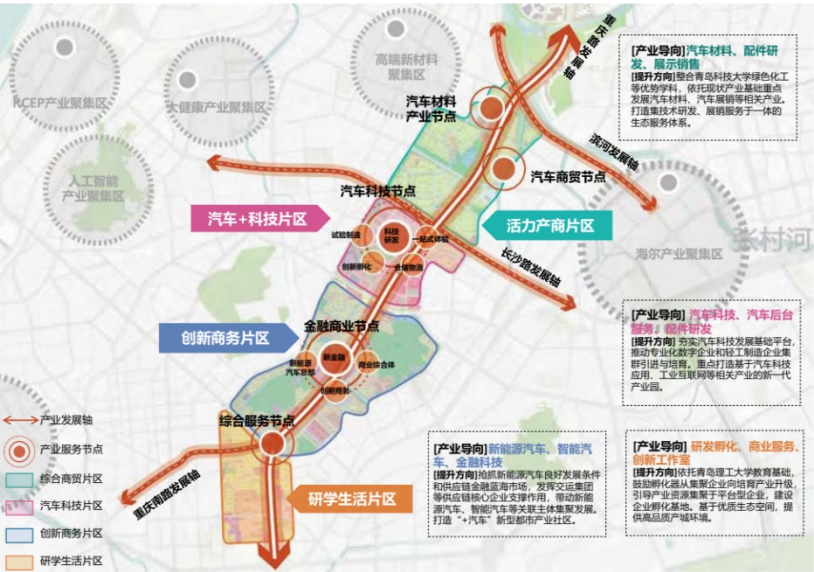 重庆路发展轴
高端新材料
聚集区
RCEP产业聚集区
大健康产业聚集区
人工智能
产业聚集区
汽车材料
产业节点
[产业导向]汽车材料、配件研
发、展示销售
[提升方向]整合青岛科技大学绿色化工
等优势学科，依托现状产业基础重点
发展汽车材料、汽车展销等相关产业。
打造集技术研发、展销服务于一体的
生态服务体系。
滨河发展轴
汽车商贸节点
汽车科技节点
汽车+科技片区
试验制造
科技
研发
一站式体验
创新孵化
仓储物流
活力产商片区
长沙路发展轴
张村河
海尔产业聚集区
[产业导向] 汽车科技、汽车后台
服务、配件研发
[提升方向] 夯实汽车科技发展基础平台，
推动专业化数字企业和轻工制造企业集
群引进与培育。重点打造基于汽车科技
应用、工业互联网等相关产业的新一代
产业园。
创新商务片区
金融商业节点
新能源
汽车总部
新金融
商业综合体
创新商务
综合服务节点
重庆南路发展轴
研学生活片区
[产业导向]新能源汽车、智能汽
车、金融科技
[提升方向]抢抓新能源汽车良好发展条件
和供应链金融蓝海市场，发挥交运集团
等供应链核心企业支撑作用，带动新能
源汽车、智能汽车等关联主体集聚发展。
打造“+汽车”新型都市产业社区。
[产业导向] 研发孵化、商业服务、
创新工作室
[提升方向]依托青岛理工大学教育基础，
鼓励孵化器从集聚企业向培育产业升级，
引导产业资源集聚于平台型企业，建设
企业孵化基地。基于优质生态空间，提
供高品质产城环境。
产业发展轴
产业服务节点
综合商贸片区
汽车科技片区
创新商务片区
研学生活片区